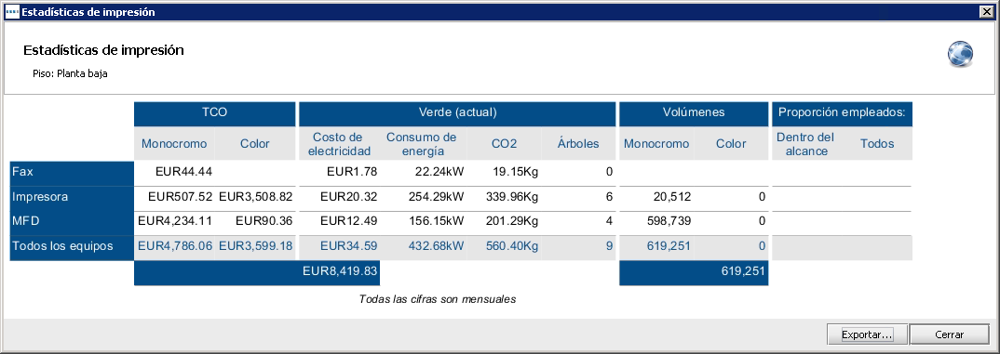 Estadísticas de impresión
Estadísticas de impresión
Piso: Planta baja
TCO Verde (actual) Volúmenes Proporción empleados:
Monocromo Color Costo de electricidad Consumo de energía CO2 Árboles Monocromo Color Dentro del alcance Todos
Fax EUR44.44 EUR1.78 22.24kW 19.15Kg 0
Impresora EUR507.52 EUR3,508.82 EUR20.32 254.29kW 339.96Kg 6 20,512 0
MFD EUR4,234.11 EUR90.36 EUR12.49 156.15kW 201.29Kg 4 598,739 0
Todos los equipos EUR4,786.06 EUR3,599.18 EUR34.59 432.68kW 560.40Kg 9 619,251 0
EUR8,419.83 619,251
Todas las cifras son mensuales
Exportar... Cerrar